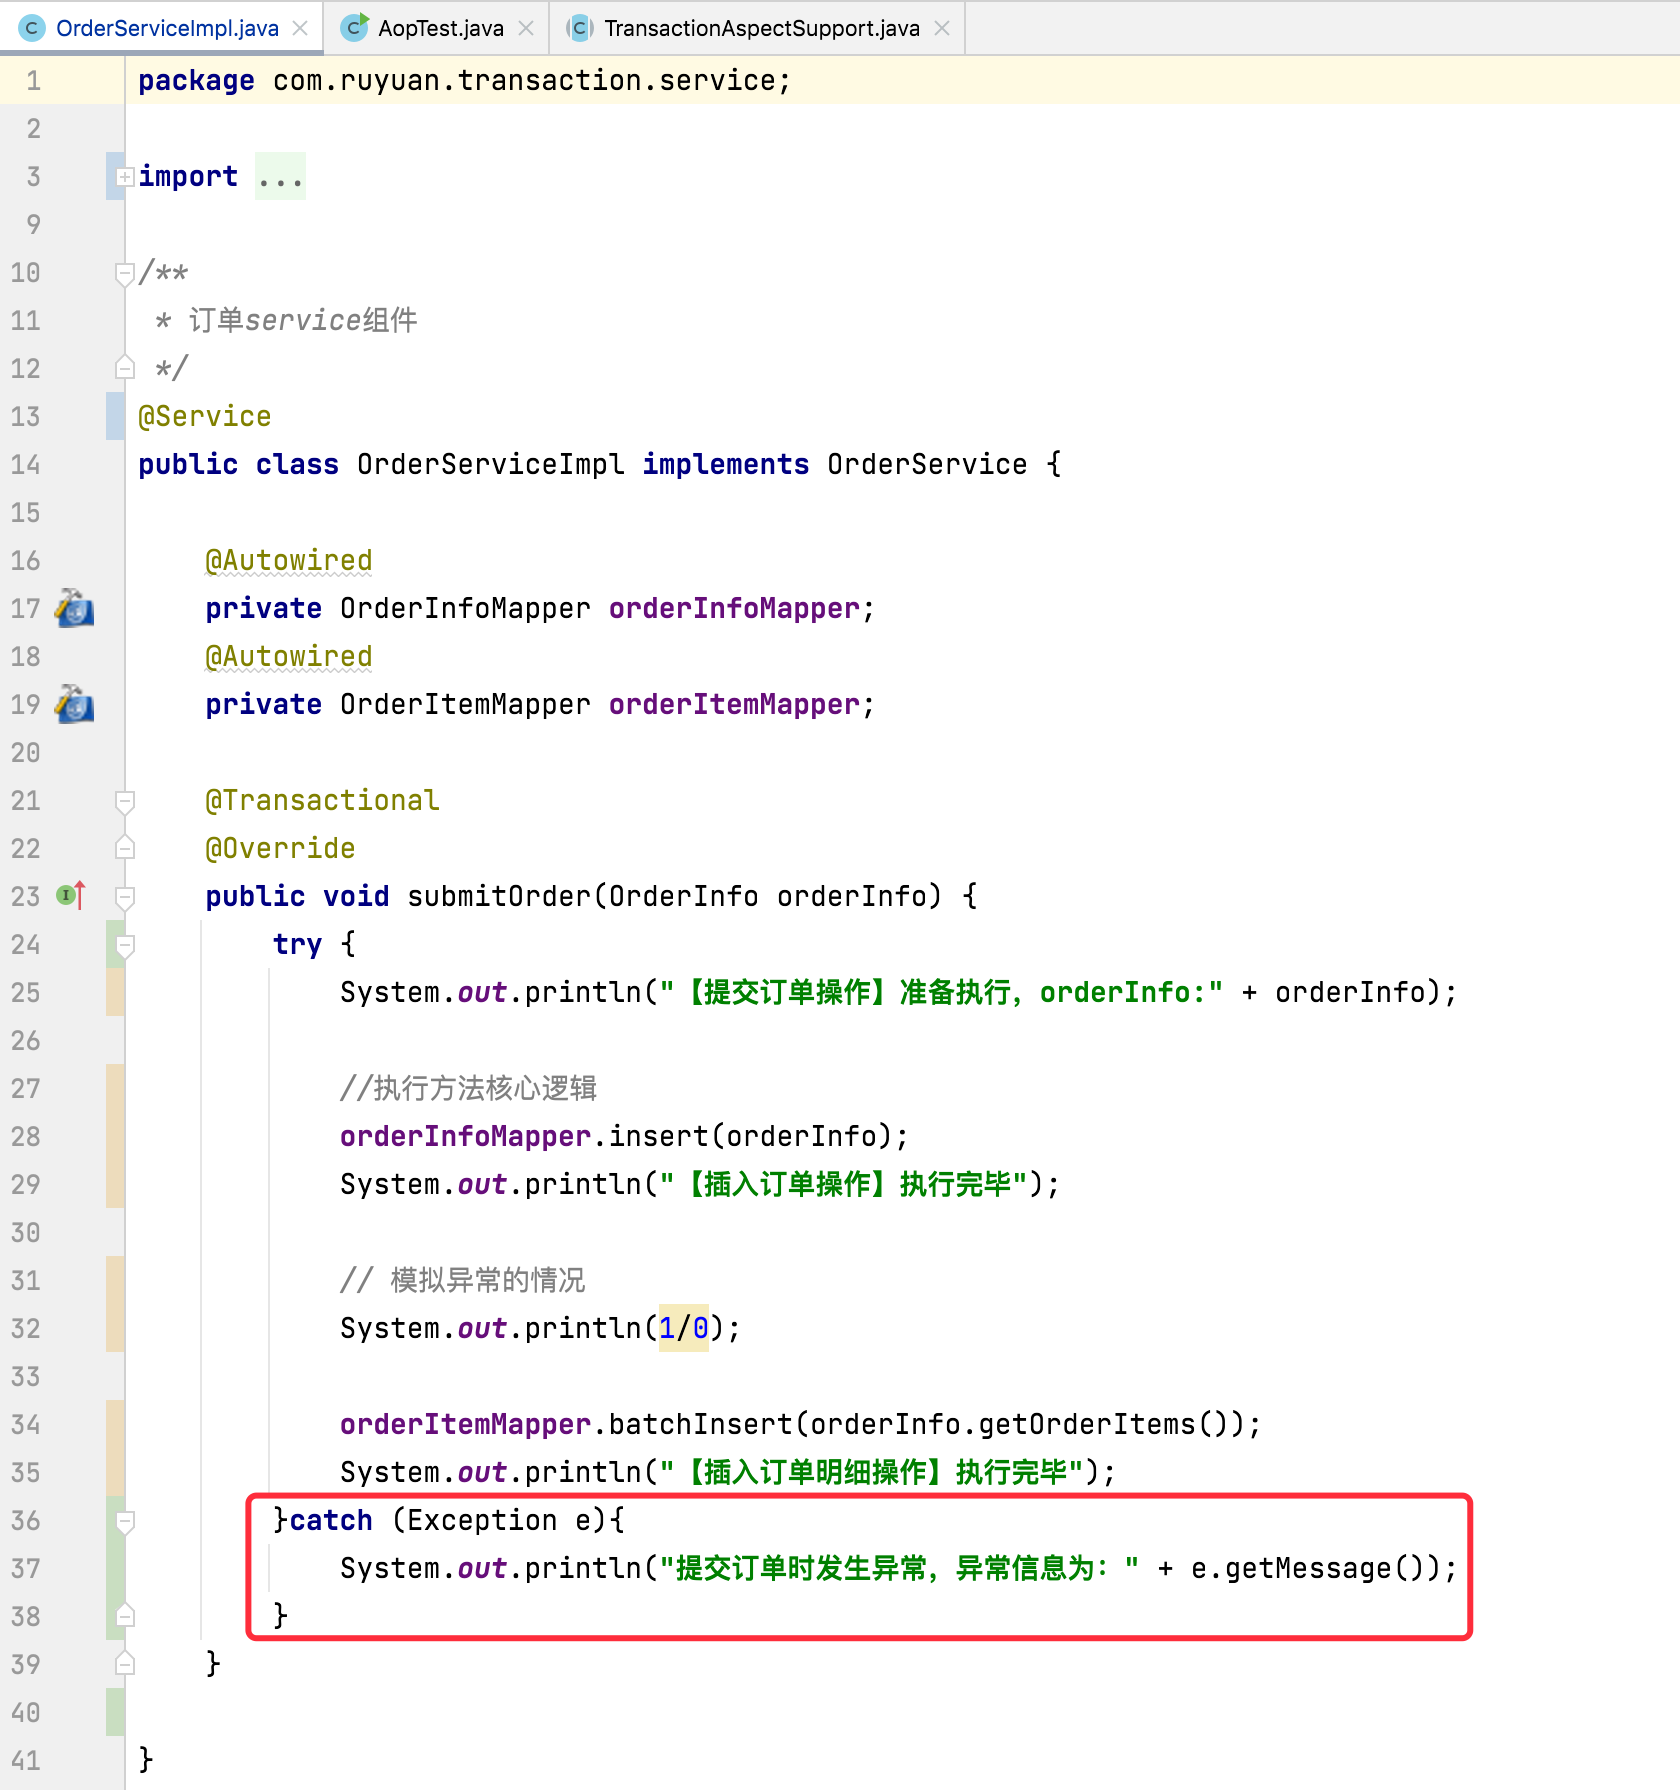 OrderServiceImpl.java AopTest.java TransactionAspectSupport.java
1 package com.ruyuan.transaction.service;
2
3 import ...
9
10 /**
11 * 订单service组件
12 */
13 @Service
14 public class OrderServiceImpl implements OrderService {
15
16 @Autowired
17 private OrderInfoMapper orderInfoMapper;
18 @Autowired
19 private OrderItemMapper orderItemMapper;
20
21 @Transactional
22 @Override
23 public void submitOrder(OrderInfo orderInfo) {
24 try {
25 System.out.println("【提交订单操作】准备执行，orderInfo:" + orderInfo);
26
27 //执行方法核心逻辑
28 orderInfoMapper.insert(orderInfo);
29 System.out.println("【插入订单操作】执行完毕");
30
31 // 模拟异常的情况
32 System.out.println(1/0);
33
34 orderItemMapper.batchInsert(orderInfo.getOrderItems());
35 System.out.println("【插入订单明细操作】执行完毕");
36 }catch (Exception e){
37 System.out.println("提交订单时发生异常，异常信息为：" + e.getMessage());
38 }
39 }
40
41 }